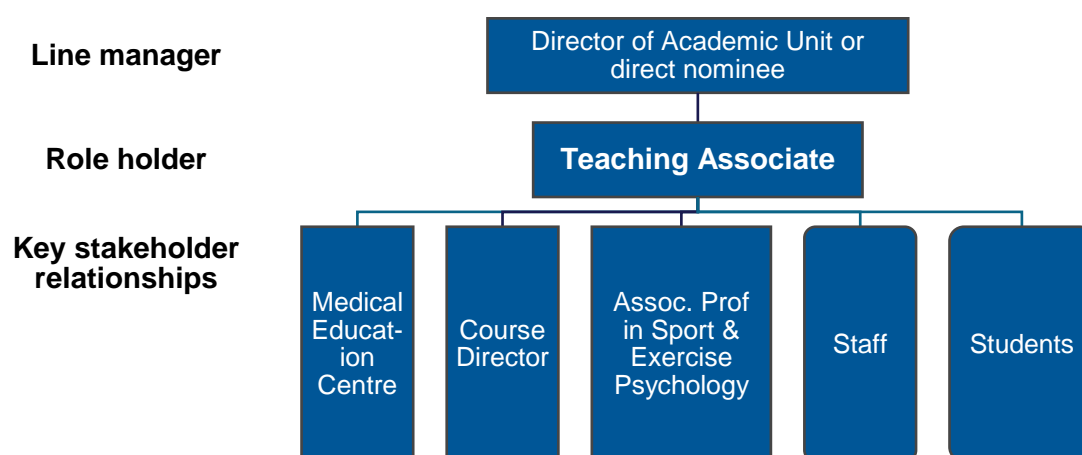 Line manager
Director of Academic Unit or
direct nominee
Role holder
Teaching Associate
Key stakeholder
relationships
Medical
Educat-
ion
Centre
Course
Director
Assoc. Prof
in Sport &
Exercise
Psychology
Staff
Students